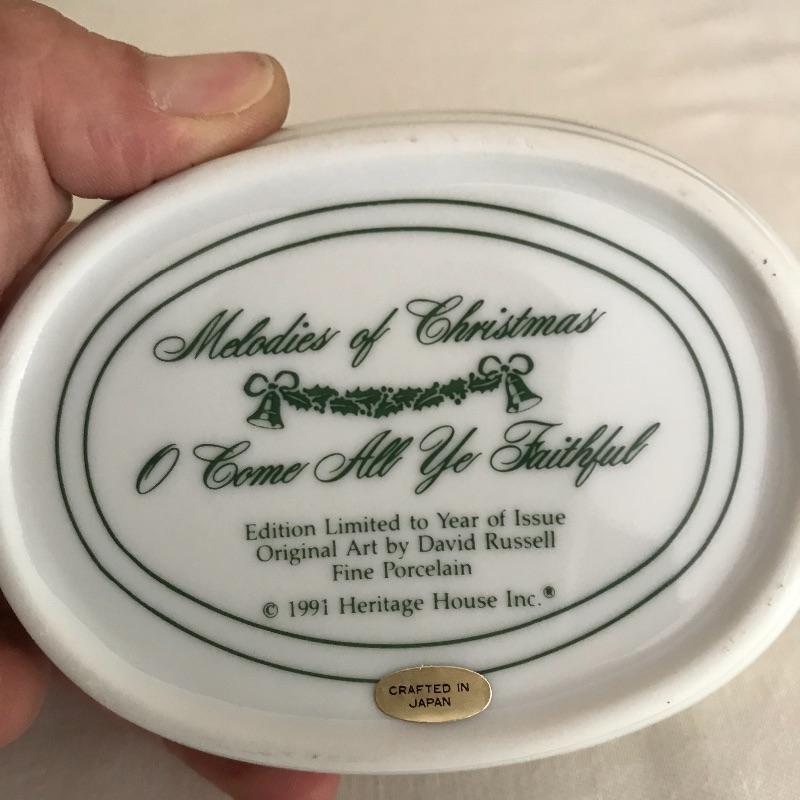 Melodies of Christmas
O Come All Ye Faithful
Edition Limited to Year of Issue
Original Art by David Russell
Fine Porcelain
© 1991 Heritage House Inc.®
CRAFTED IN
JAPAN